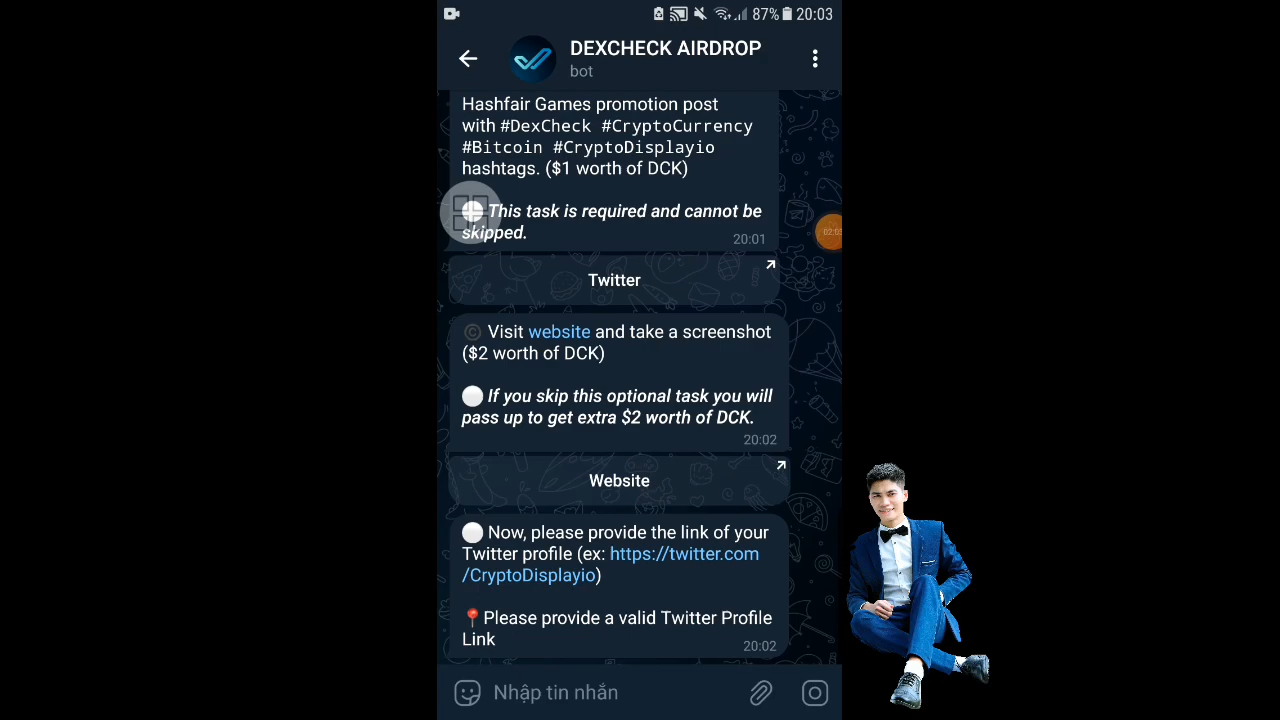 87% 20:03
DEXCHECK AIRDROP
bot
Hashfair Games promotion post
with #DexCheck #CryptoCurrency
#Bitcoin #CryptoDisplayio
hashtags. ($1 worth of DCK)
This task is required and cannot be
skipped.
20:01
02:03
Twitter
© Visit website and take a screenshot
($2 worth of DCK)
If you skip this optional task you will
pass up to get extra $2 worth of DCK.
20:02
Website
Now, please provide the link of your
Twitter profile (ex: https://twitter.com
/CryptoDisplayio)
Please provide a valid Twitter Profile
Link
20:02
Nhập tin nhắn